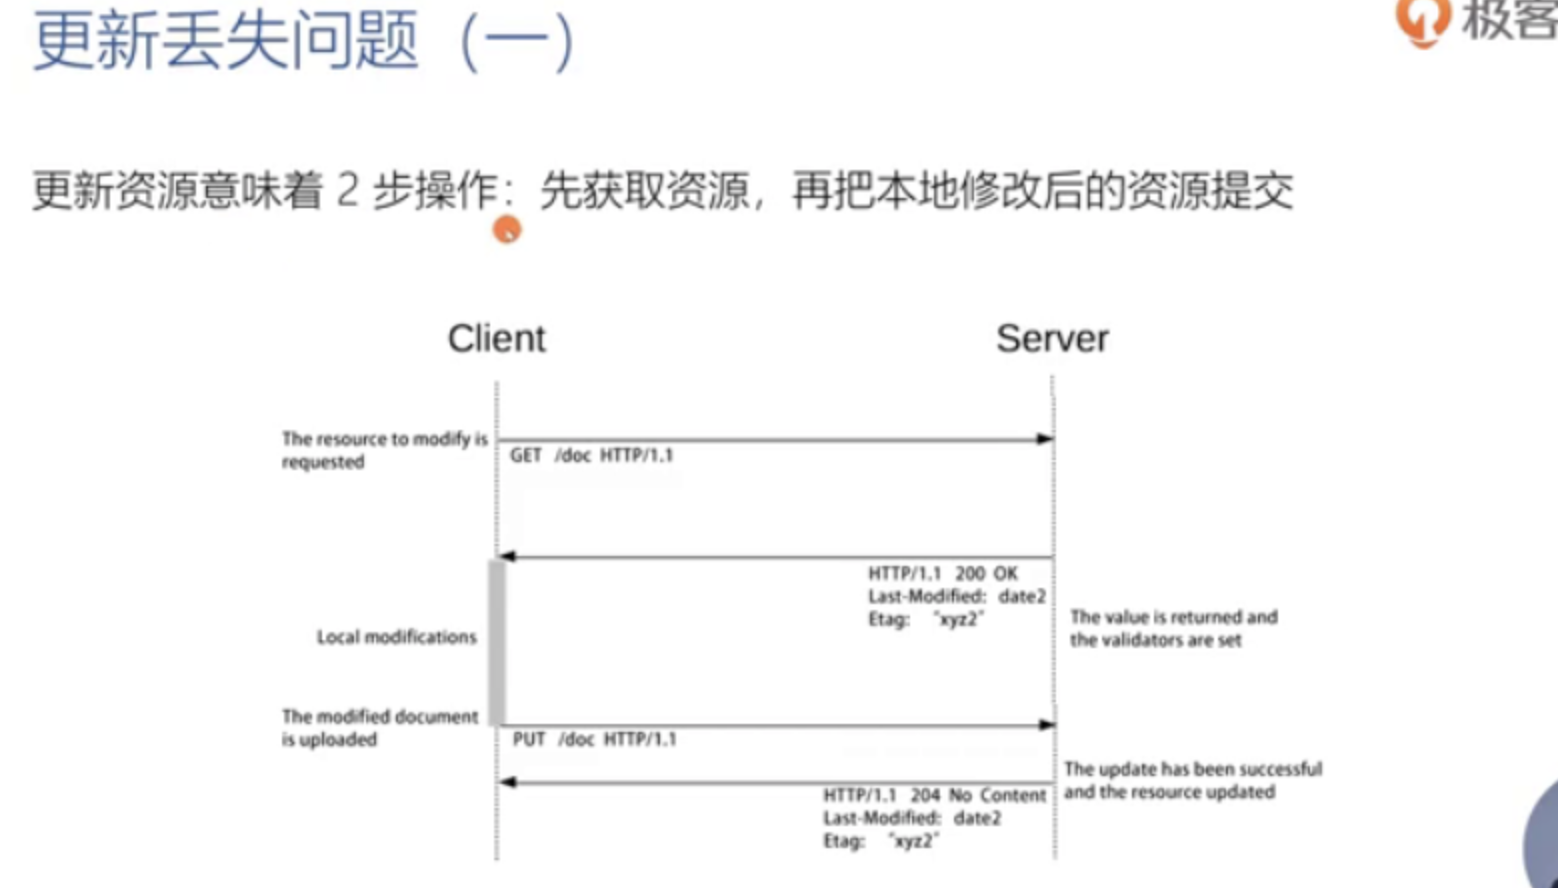 更新丢失问题（一）
极客
更新资源意味着 2 步操作：先获取资源，再把本地修改后的资源提交
Client
Server
The resource to modify is
requested
GET /doc HTTP/1.1
HTTP/1.1 200 OK
Last-Modified: date2
Etag: "xyz2"
The value is returned and
the validators are set
Local modifications
The modified document
is uploaded
PUT /doc HTTP/1.1
The update has been successful
and the resource updated
HTTP/1.1 204 No Content
Last-Modified: date2
Etag: "xyz2"